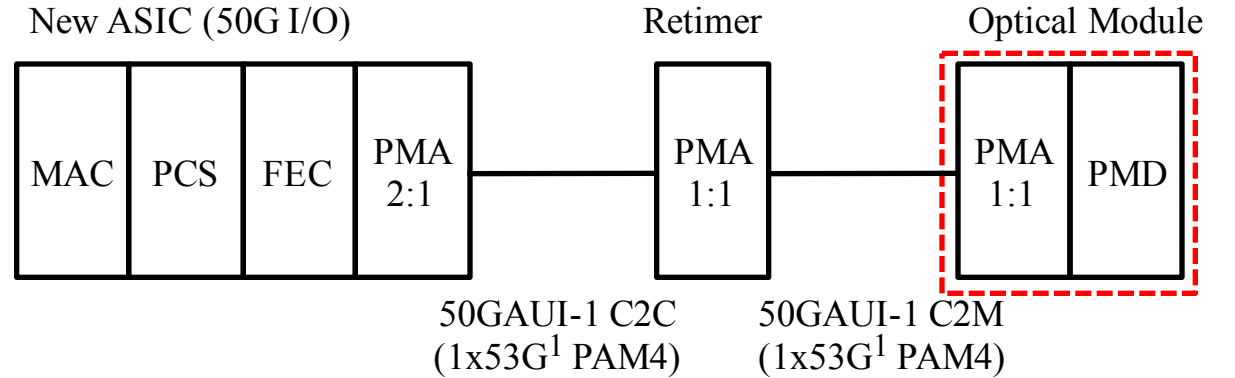 New ASIC (50G I/O)
Retimer
Optical Module
MAC
PCS
FEC
PMA
2:1
PMA
1:1
PMA
1:1
PMD
50GAUI-1 C2C
(1x53G¹ PAM4)
50GAUI-1 C2M
(1x53G¹ PAM4)